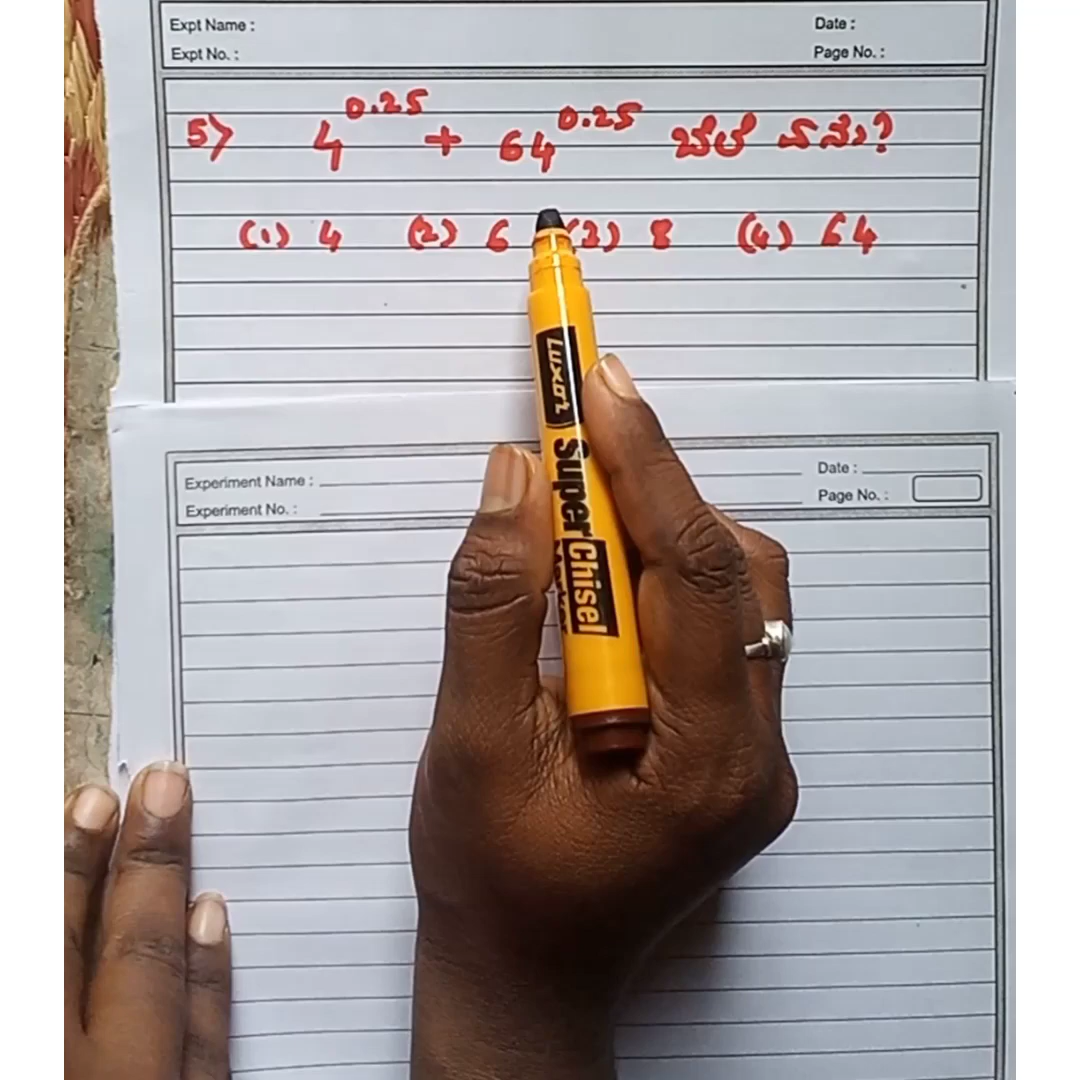 Expt Name : Date :
Expt No. : Page No. :
5) 4^0.25 + 64^0.25 ಬೆಲೆ ಏನು?
(1) 4 (2) 6 (3) 8 (4) 64
Luxor
Super Chisel
Experiment Name : Date :
Experiment No. : Page No. :